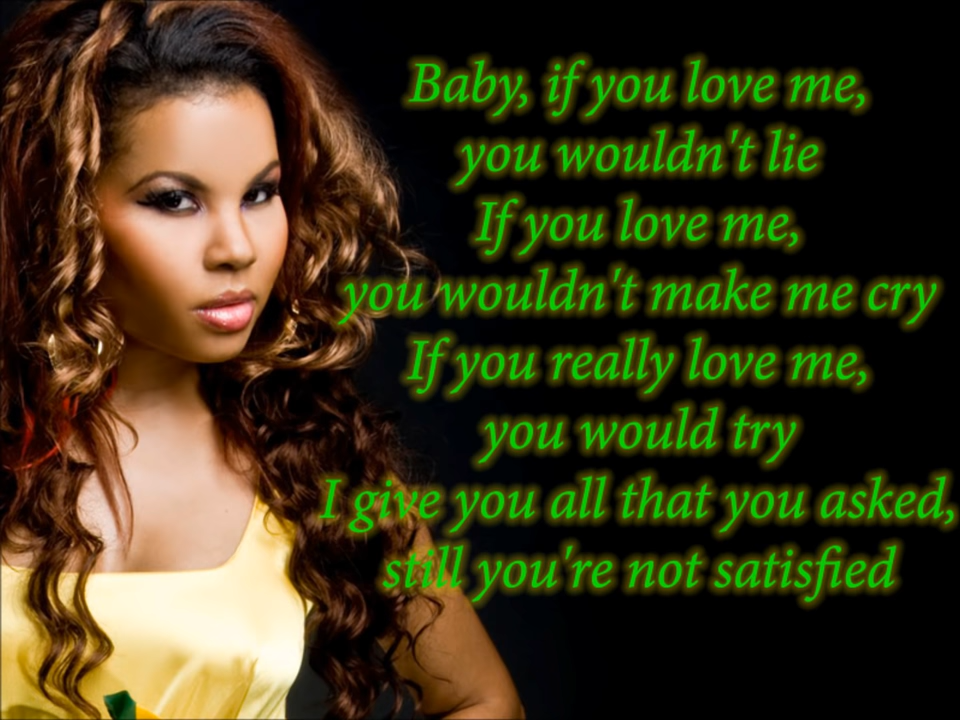 Baby, if you love me,
you wouldn't lie
If you love me,
you wouldn't make me cry
If you really love me,
you would try
I give you all that you asked,
still you're not satisfied